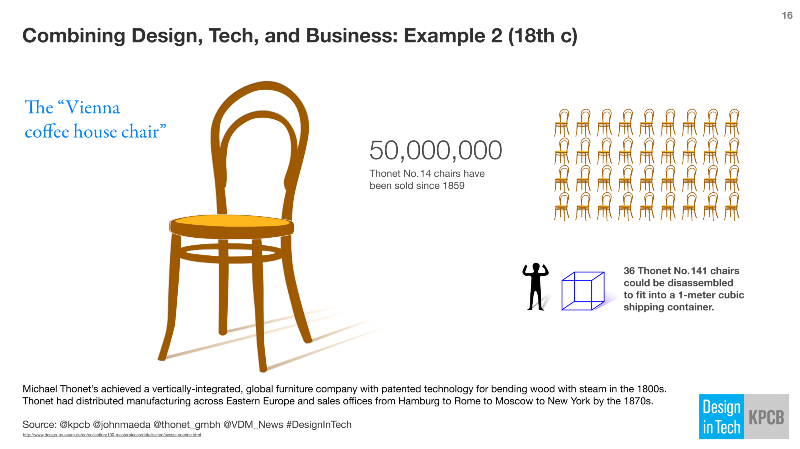 16
Combining Design, Tech, and Business: Example 2 (18th c)
The “Vienna
coffee house chair”
50,000,000
Thonet No. 14 chairs have
been sold since 1859
36 Thonet No. 141 chairs
could be disassembled
to fit into a 1-meter cubic
shipping container.
Michael Thonet's achieved a vertically-integrated, global furniture company with patented technology for bending wood with steam in the 1800s.
Thonet had distributed manufacturing across Eastern Europe and sales offices from Hamburg to Rome to Moscow to New York by the 1870s.
Source: @kpcb @johnmaeda @thonet_gmbh @VDM_News #DesignInTech
Design
in Tech
KPCB